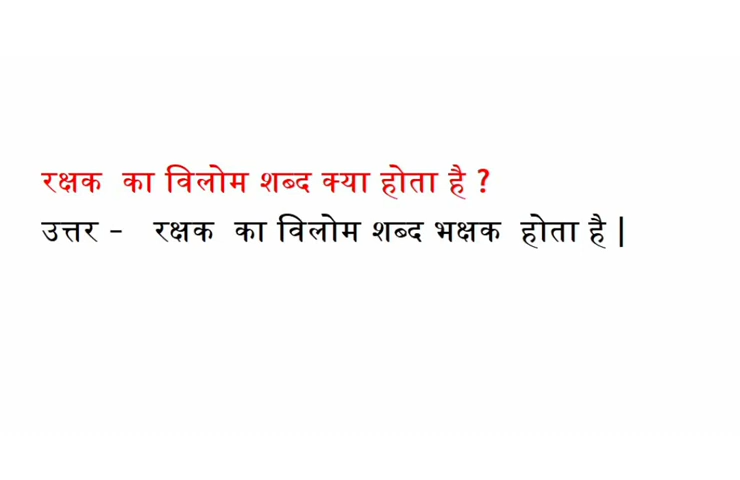 रक्षक का विलोम शब्द क्या होता है ?
उत्तर - रक्षक का विलोम शब्द भक्षक होता है |